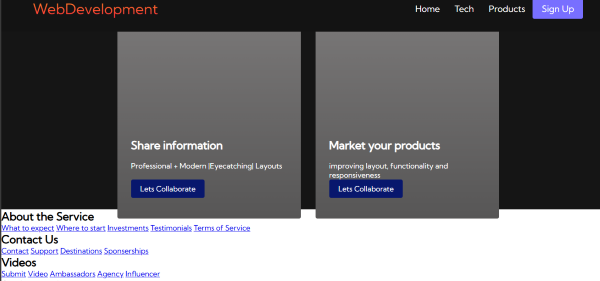 WebDevelopment
Home Tech Products Sign Up
Share information
Professional + Modern |Eyecatching| Layouts
Lets Collaborate
Market your products
improving layout, functionality and
responsiveness
Lets Collaborate
About the Service
What to expect Where to start Investments Testimonials Terms of Service
Contact Us
Contact Support Destinations Sponserships
Videos
Submit Video Ambassadors Agency Influencer